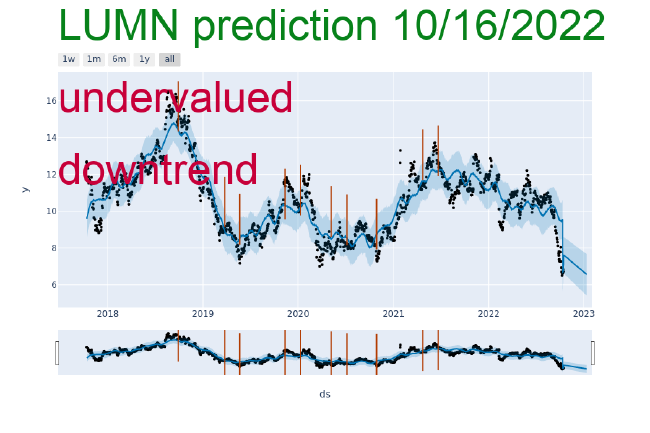 LUMN prediction 10/16/2022
1w 1m 6m 1y all
undervalued
downtrend
16
14
12
10
8
6
y
2018 2019 2020 2021 2022 2023
ds